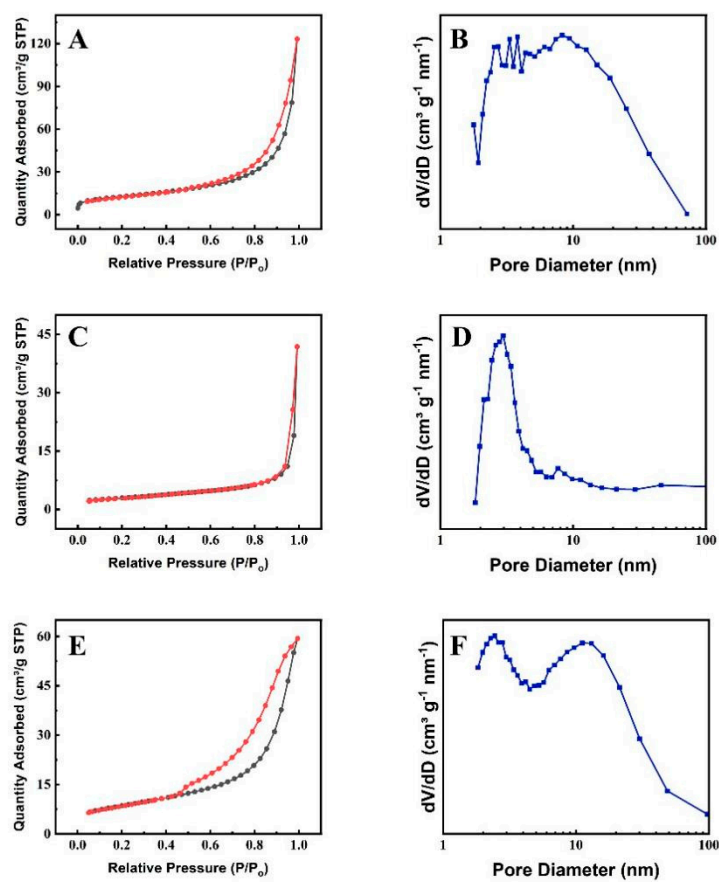 A
Quantity Adsorbed (cm³/g STP)
120
90
60
30
0
0.0 0.2 0.4 0.6 0.8 1.0
Relative Pressure (P/P₀)
B
dV/dD (cm³ g⁻¹ nm⁻¹)
1 10 100
Pore Diameter (nm)
C
Quantity Adsorbed (cm³/g STP)
45
30
15
0
0.0 0.2 0.4 0.6 0.8 1.0
Relative Pressure (P/P₀)
D
dV/dD (cm³ g⁻¹ nm⁻¹)
1 10 100
Pore Diameter (nm)
E
Quantity Adsorbed (cm³/g STP)
60
45
30
15
0
0.0 0.2 0.4 0.6 0.8 1.0
Relative Pressure (P/P₀)
F
dV/dD (cm³ g⁻¹ nm⁻¹)
1 10 100
Pore Diameter (nm)